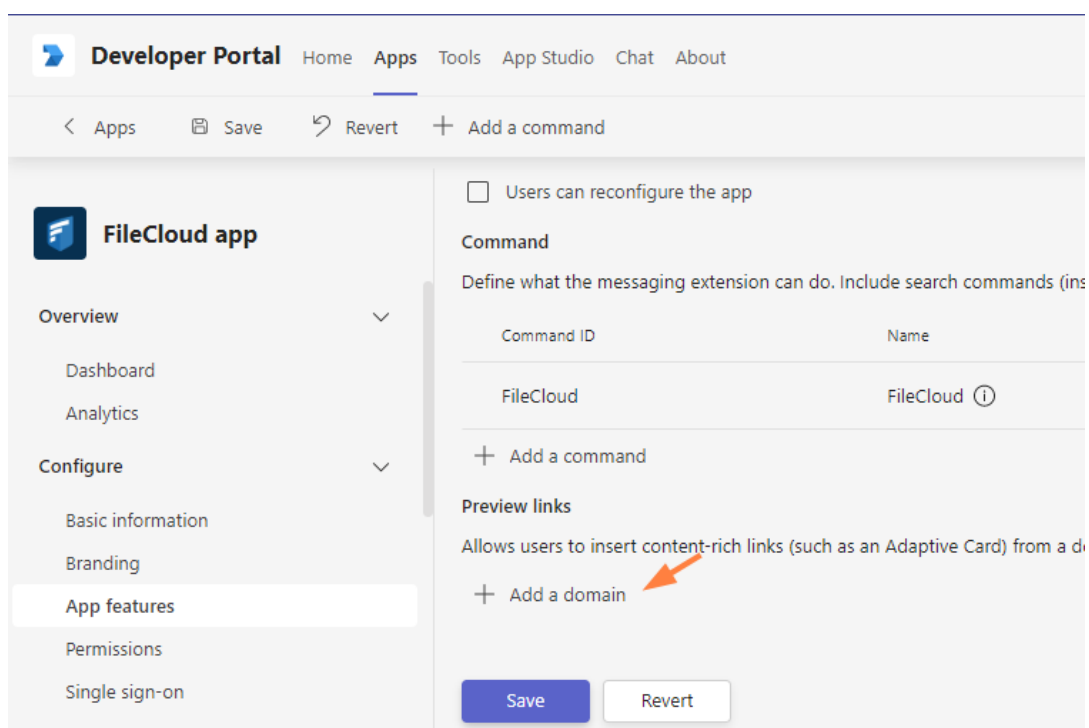 Developer Portal Home Apps Tools App Studio Chat About
Apps Save Revert Add a command
FileCloud app
Overview
Dashboard
Analytics
Configure
Basic information
Branding
App features
Permissions
Single sign-on
Users can reconfigure the app
Command
Define what the messaging extension can do. Include search commands (ins
Command ID Name
FileCloud FileCloud
Add a command
Preview links
Allows users to insert content-rich links (such as an Adaptive Card) from a d
Add a domain
Save Revert